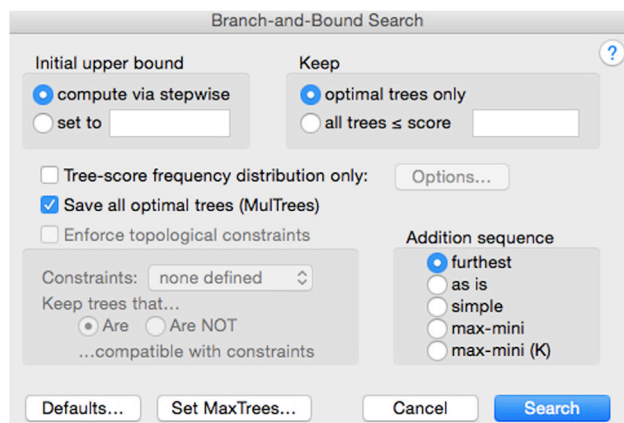 Branch-and-Bound Search
?
Initial upper bound
compute via stepwise
set to
Keep
optimal trees only
all trees ≤ score
Tree-score frequency distribution only:
Options...
Save all optimal trees (MulTrees)
Enforce topological constraints
Constraints:
none defined
Keep trees that...
Are
Are NOT
...compatible with constraints
Addition sequence
furthest
as is
simple
max-mini
max-mini (K)
Defaults...
Set MaxTrees...
Cancel
Search